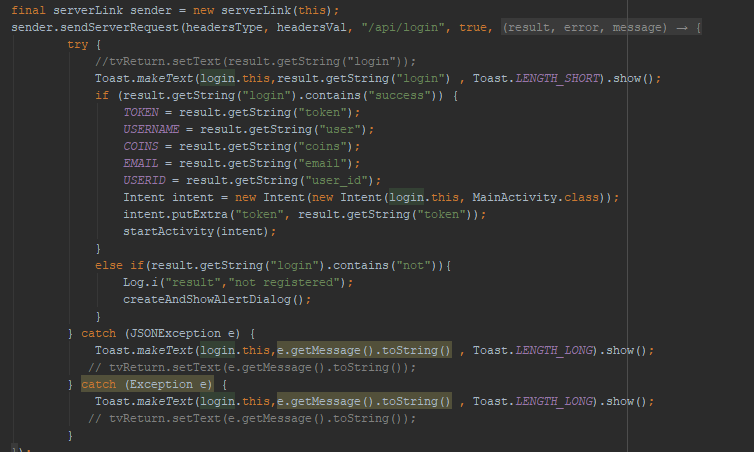 final serverLink sender = new serverLink(this);
sender.sendServerRequest(headersType, headersVal, "/api/login", true, (result, error, message) → {
try {
//tvReturn.setText(result.getString("login"));
Toast.makeText(login.this,result.getString("login") , Toast.LENGTH_SHORT).show();
if (result.getString("login").contains("success")) {
TOKEN = result.getString("token");
USERNAME = result.getString("user");
COINS = result.getString("coins");
EMAIL = result.getString("email");
USERID = result.getString("user_id");
Intent intent = new Intent(new Intent(login.this, MainActivity.class));
intent.putExtra("token", result.getString("token"));
startActivity(intent);
}
else if(result.getString("login").contains("not")){
Log.i("result","not registered");
createAndShowAlertDialog();
}
} catch (JSONException e) {
Toast.makeText(login.this,e.getMessage().toString() , Toast.LENGTH_LONG).show();
// tvReturn.setText(e.getMessage().toString());
} catch (Exception e) {
Toast.makeText(login.this,e.getMessage().toString() , Toast.LENGTH_LONG).show();
// tvReturn.setText(e.getMessage().toString());
}
});